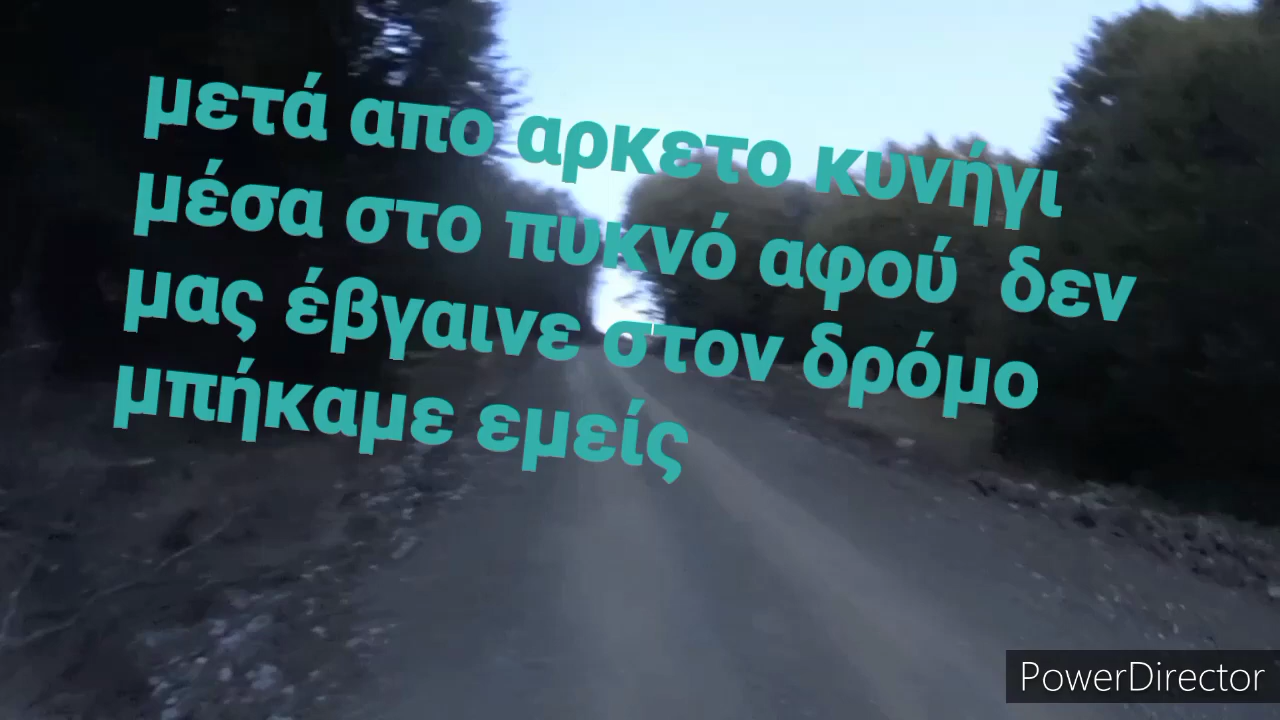 μετά απο αρκετο κυνήγι
μέσα στο πυκνό αφού δεν
μας έβγαινε στον δρόμο
μπήκαμε εμείς
PowerDirector